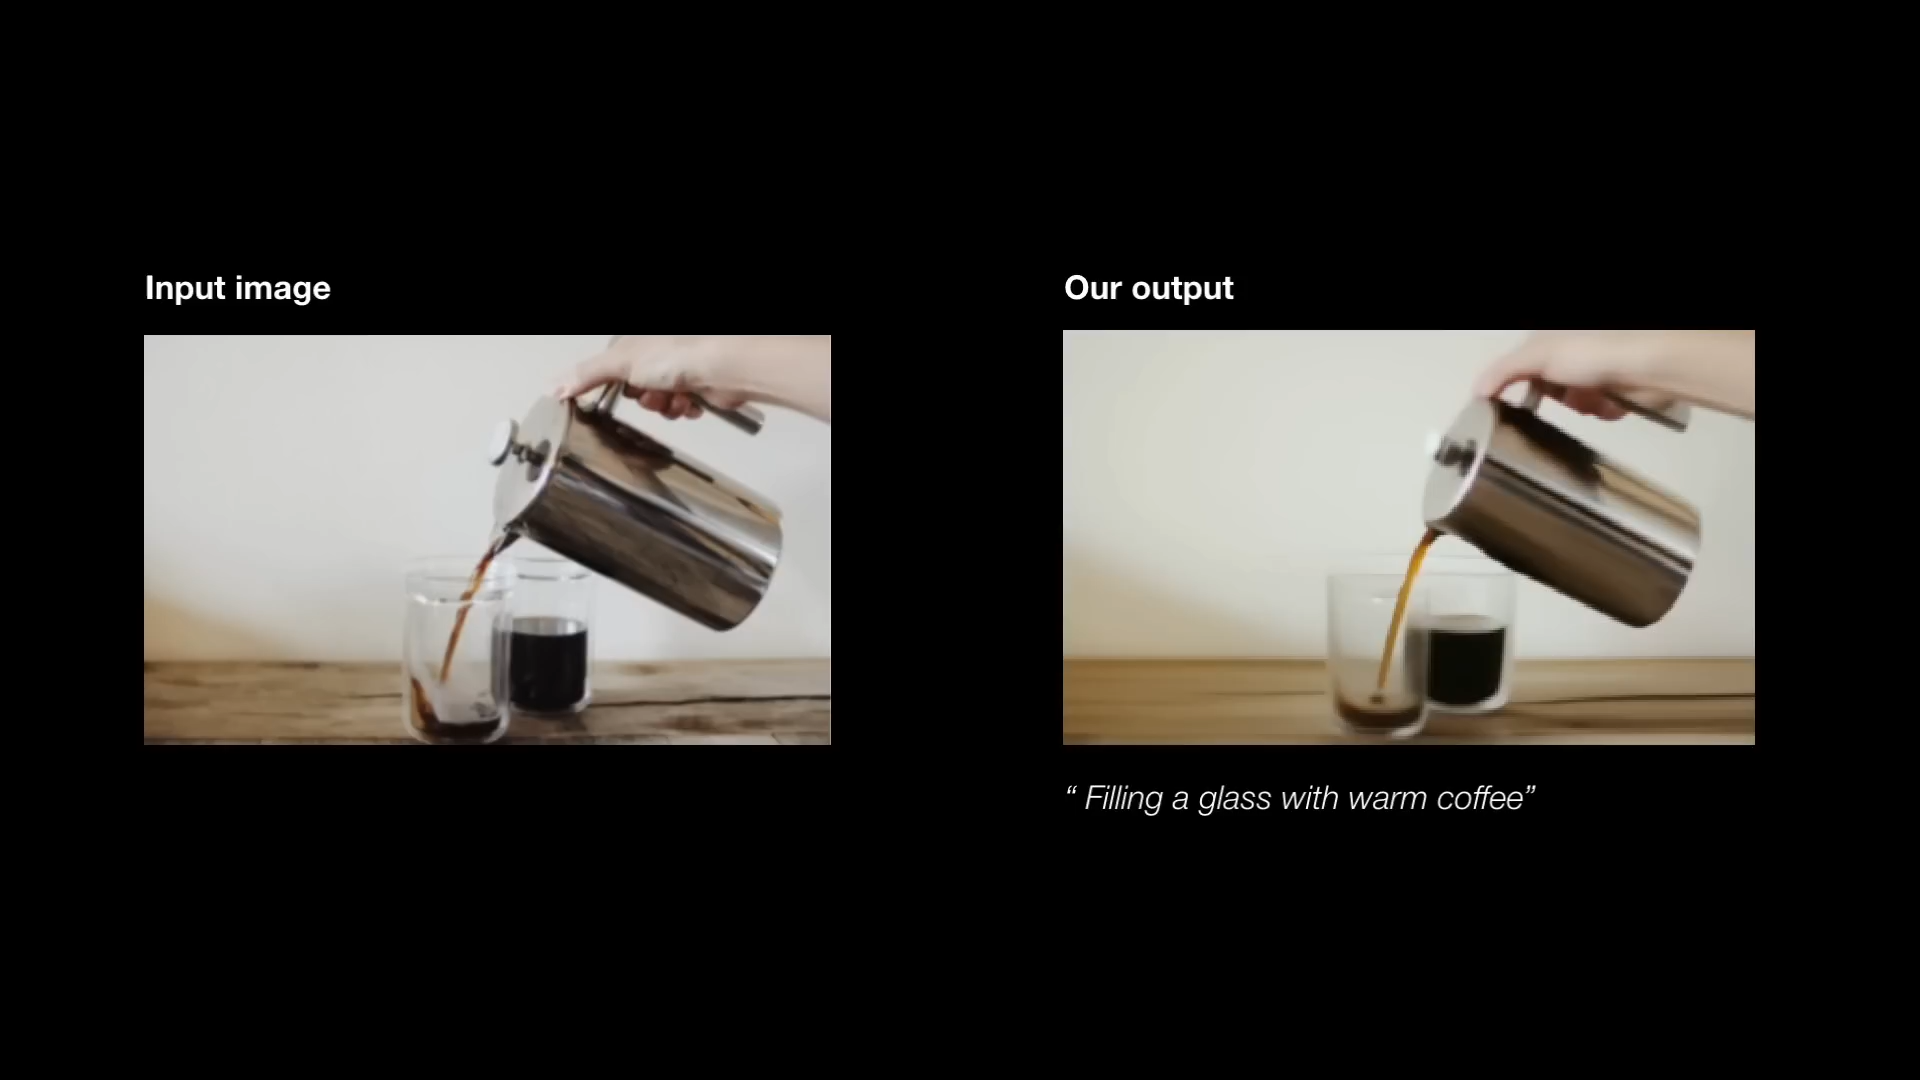 Input image
Our output
“ Filling a glass with warm coffee”